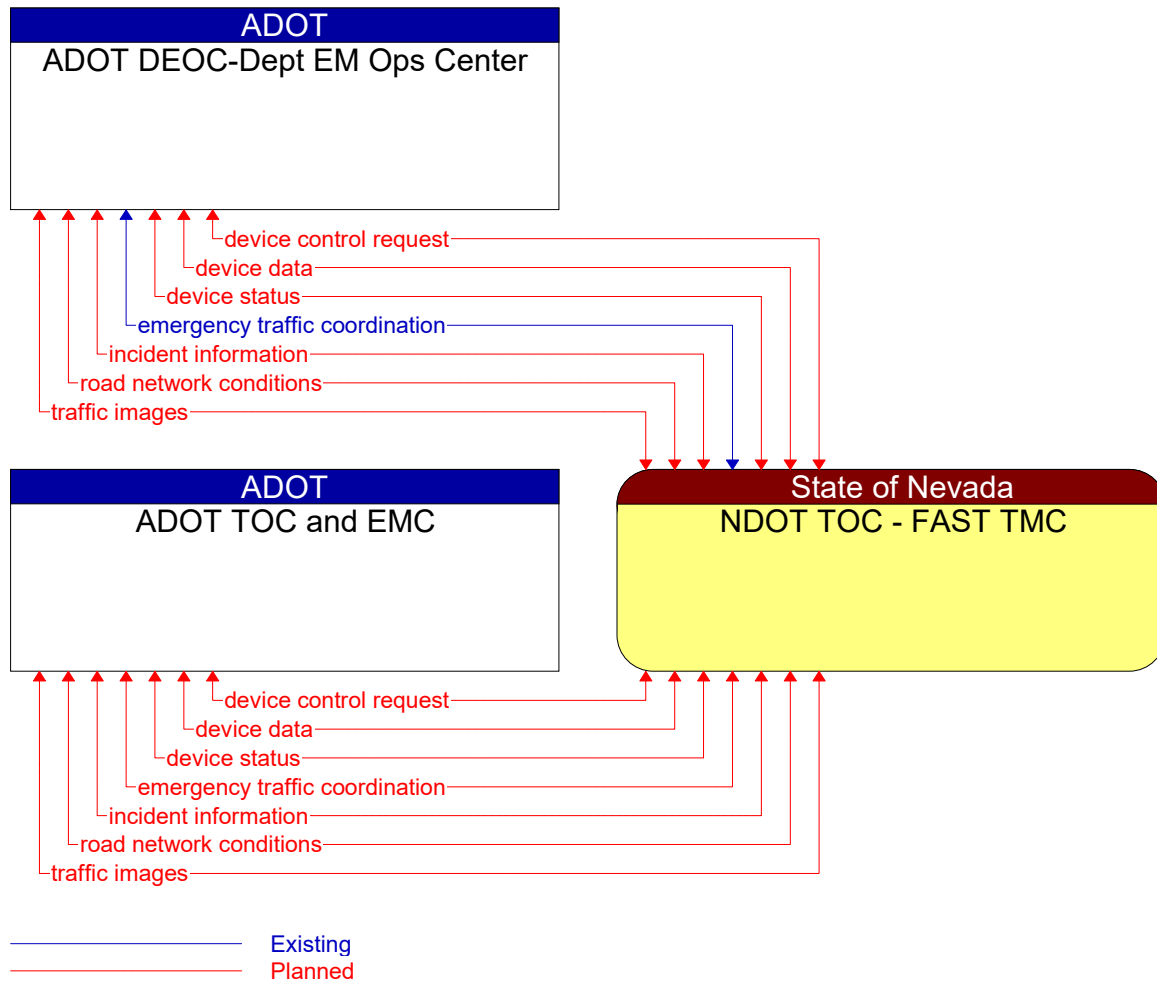 ADOT
ADOT DEOC-Dept EM Ops Center
device control request
device data
device status
emergency traffic coordination
incident information
road network conditions
traffic images
ADOT
ADOT TOC and EMC
State of Nevada
NDOT TOC - FAST TMC
device control request
device data
device status
emergency traffic coordination
incident information
road network conditions
traffic images
Existing
Planned